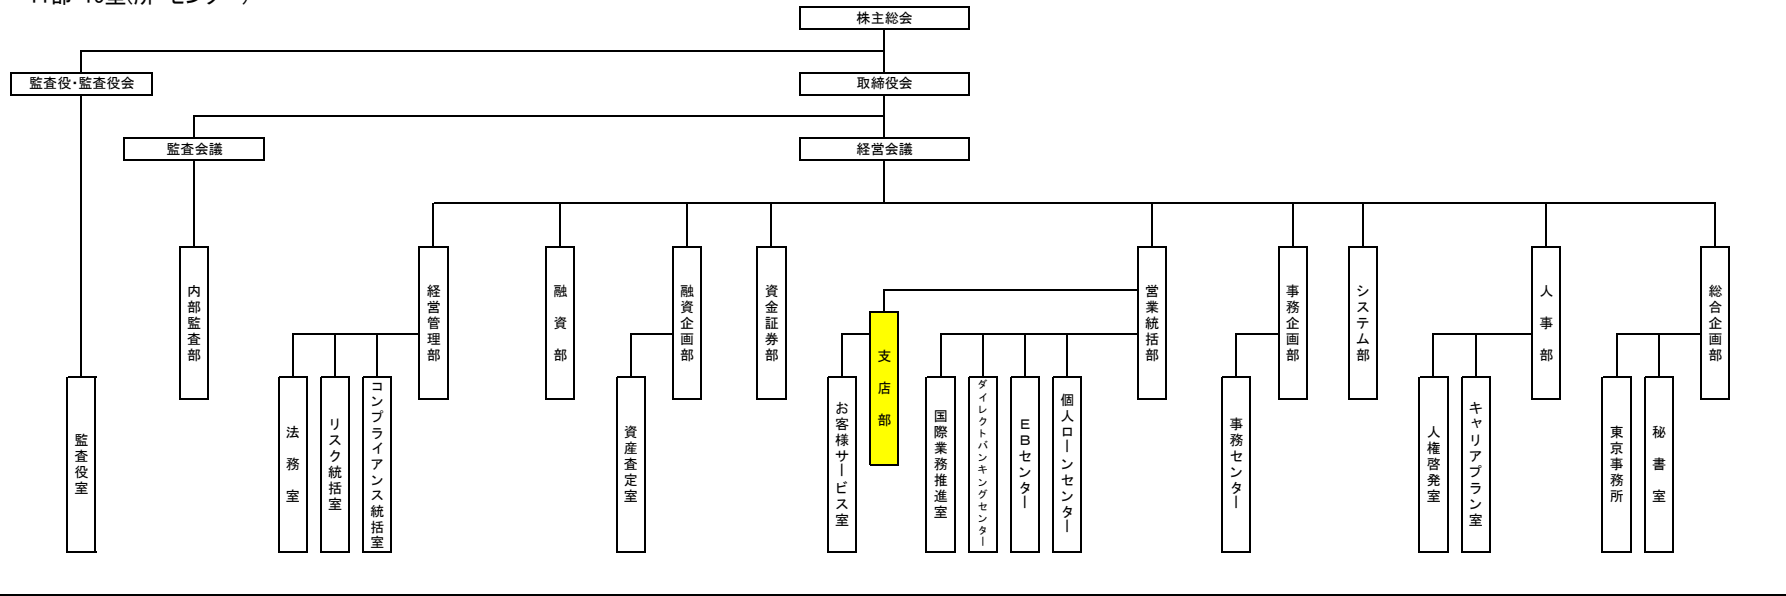 株主総会
監査役・監査役会
取締役会
監査会議
経営会議
内部監査部
経営管理部
融資部
融資企画部
資金証券部
営業統括部
事務企画部
システム部
人事部
総合企画部
支店部
監査役室
法務室
リスク統括室
コンプライアンス統括室
資産査定室
お客様サービス室
国際業務推進室
ダイレクトバンキングセンター
EBセンター
個人ローンセンター
事務センター
人権啓発室
キャリアプラン室
東京事務所
秘書室